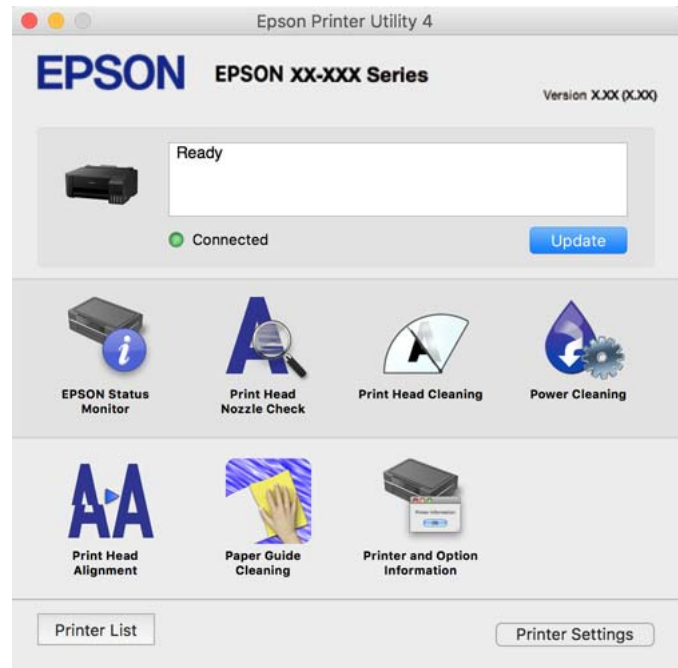 Epson Printer Utility 4
EPSON
EPSON XX-XXX Series
Version X.XX (X.XX)
Ready
Connected
Update
EPSON Status
Monitor
Print Head
Nozzle Check
Print Head Cleaning
Power Cleaning
Print Head
Alignment
Paper Guide
Cleaning
Printer and Option
Information
Printer List
Printer Settings